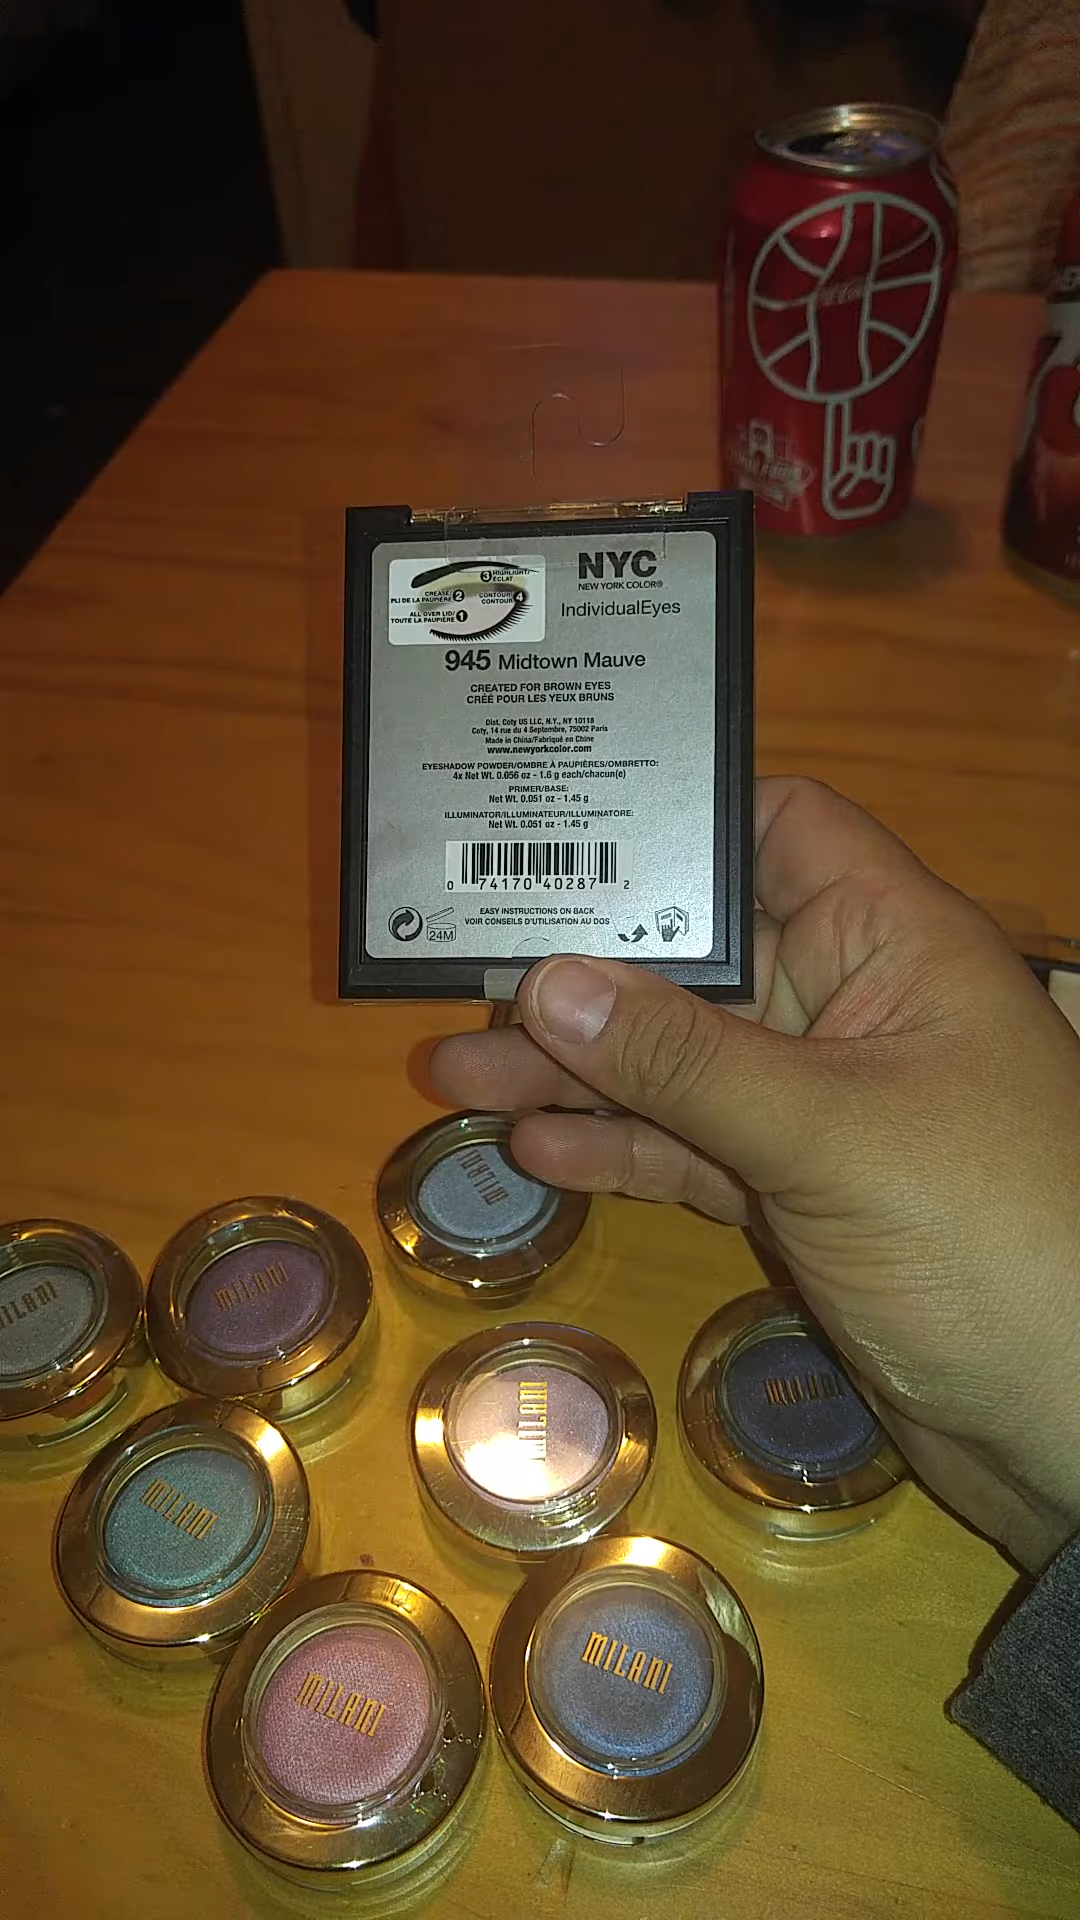 NYC
NEW YORK COLOR®
IndividualEyes
3 HIGHLIGHT/
ÉCLAT
CREASE/
PLI DE LA PAUPIÈRE 2
CONTOUR/
CONTOUR 4
ALL OVER LID/
TOUTE LA PAUPIÈRE 1
945 Midtown Mauve
CREATED FOR BROWN EYES
CRÉÉ POUR LES YEUX BRUNS
Dist. Coty US LLC, N.Y., NY 10118
Coty, 14 rue du 4 Septembre, 75002 Paris
Made in China/Fabriqué en Chine
www.newyorkcolor.com
EYESHADOW POWDER/OMBRE À PAUPIÈRES/OMBRETTO:
4x Net Wt. 0.056 oz - 1.6 g each/chacun(e)
PRIMER/BASE:
Net Wt. 0.051 oz - 1.45 g
ILLUMINATOR/ILLUMINATEUR/ILLUMINATORE:
Net Wt. 0.051 oz - 1.45 g
0 74170 40287 2
EASY INSTRUCTIONS ON BACK
VOIR CONSEILS D'UTILISATION AU DOS
24M
MILANI
MILANI
MILANI
MILANI
MILANI
MILANI
MILANI
MILANI